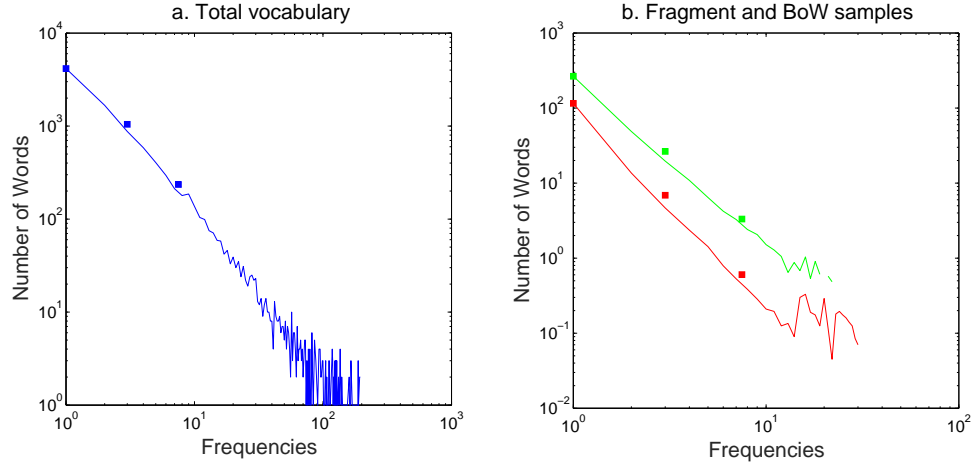 a. Total vocabulary
10^4
10^3
10^2
10^1
10^0
Number of Words
10^0 10^1 10^2 10^3
Frequencies
b. Fragment and BoW samples
10^3
10^2
10^1
10^0
10^-1
10^-2
Number of Words
10^0 10^1 10^2
Frequencies